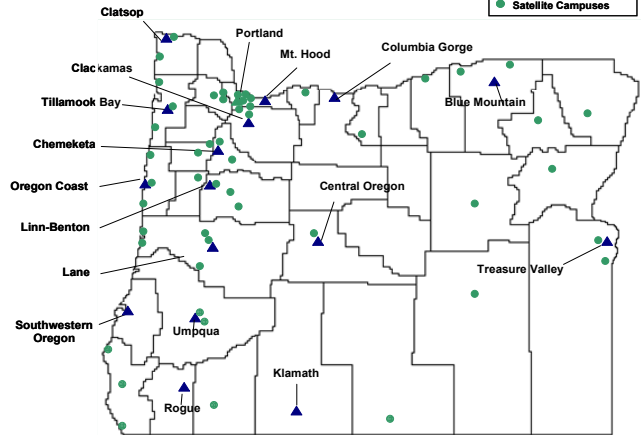 Satellite Campuses
Clatsop
Portland
Mt. Hood
Columbia Gorge
Clackamas
Tillamook Bay
Blue Mountain
Chemeketa
Oregon Coast
Central Oregon
Linn-Benton
Lane
Treasure Valley
Southwestern
Oregon
Umpqua
Klamath
Rogue